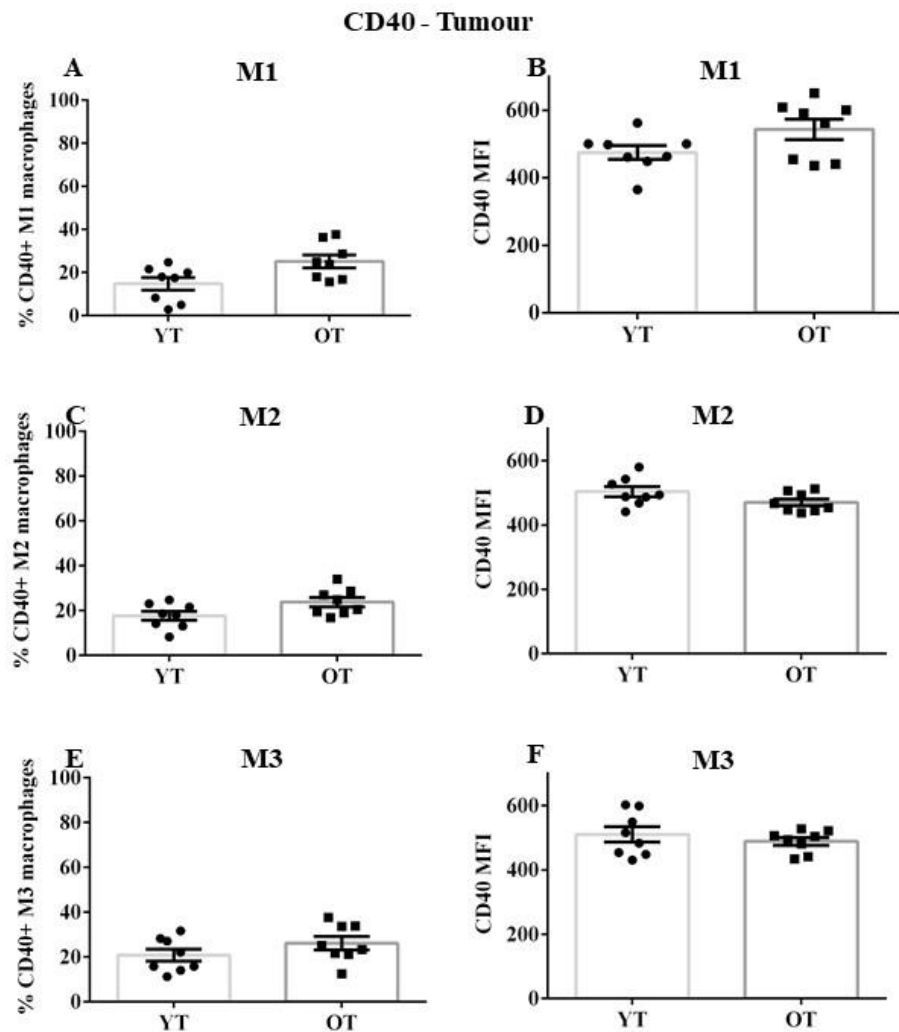 CD40 - Tumour
A
M1
% CD40+ M1 macrophages
100
80
60
40
20
0
YT
OT
B
M1
CD40 MFI
600
400
200
0
YT
OT
C
M2
% CD40+ M2 macrophages
100
80
60
40
20
0
YT
OT
D
M2
CD40 MFI
600
400
200
0
YT
OT
E
M3
% CD40+ M3 macrophages
100
80
60
40
20
0
YT
OT
F
M3
CD40 MFI
600
400
200
0
YT
OT